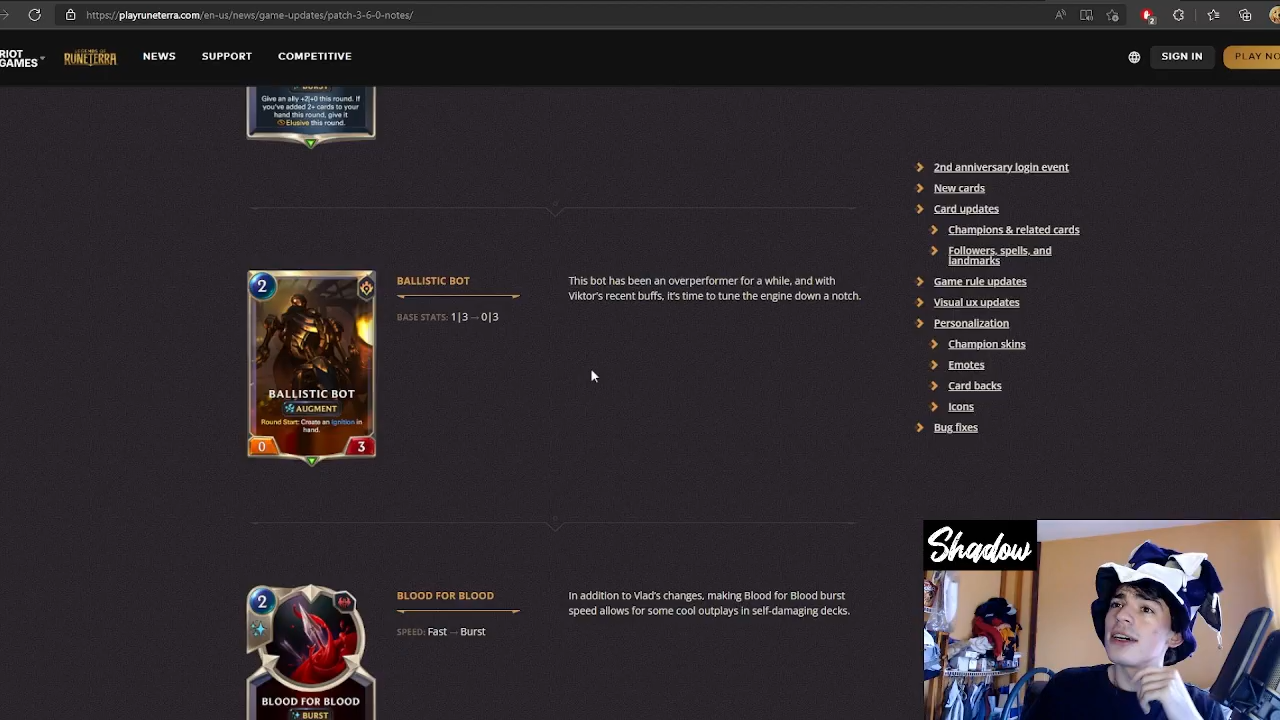 https://playruneterra.com/en-us/news/game-updates/patch-3-6-0-notes/
2
RIOT
GAMES
LEGENDS OF
RUNETERRA
NEWS
SUPPORT
COMPETITIVE
SIGN IN
PLAY NO
BURST
Give an ally +2|+0 this round. If
you've added 2+ cards to your
hand this round, give it
Elusive this round.
2nd anniversary login event
New cards
Card updates
Champions & related cards
Followers, spells, and
landmarks
Game rule updates
Visual ux updates
Personalization
Champion skins
Emotes
Card backs
Icons
Bug fixes
2
BALLISTIC BOT
AUGMENT
Round Start: Create an Ignition in
hand.
0
3
BALLISTIC BOT
BASE STATS: 1|3 → 0|3
This bot has been an overperformer for a while, and with
Viktor's recent buffs, it's time to tune the engine down a notch.
2
BLOOD FOR BLOOD
BURST
BLOOD FOR BLOOD
SPEED: Fast → Burst
In addition to Vlad's changes, making Blood for Blood burst
speed allows for some cool outplays in self-damaging decks.
Shadow